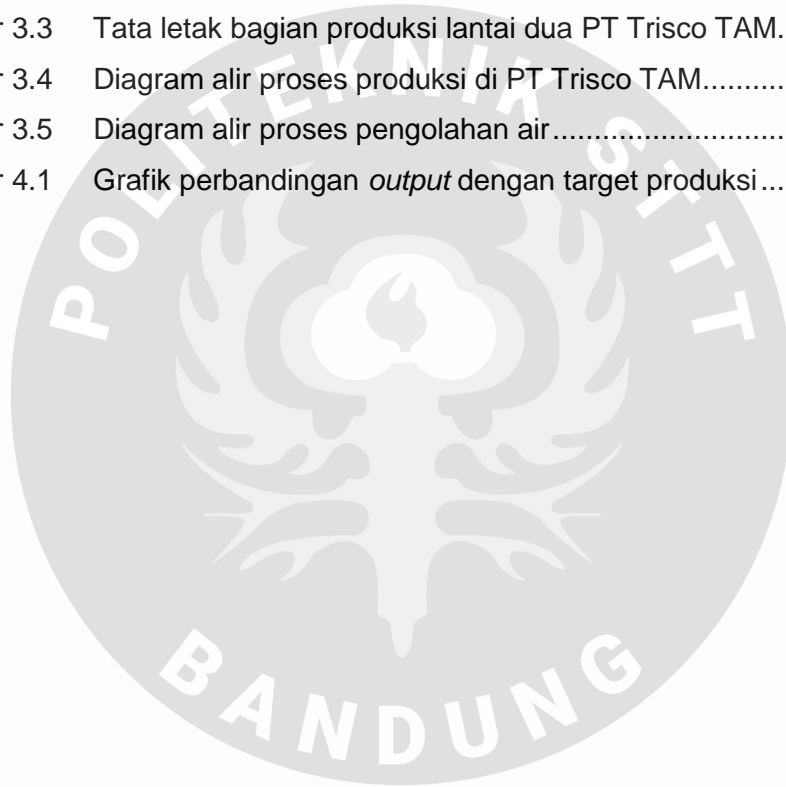 r 3.3 Tata letak bagian produksi lantai dua PT Trisco TAM.
r 3.4 Diagram alir proses produksi di PT Trisco TAM..........
r 3.5 Diagram alir proses pengolahan air............................
r 4.1 Grafik perbandingan output dengan target produksi...
POLITEKNIK STTT
BANDUNG